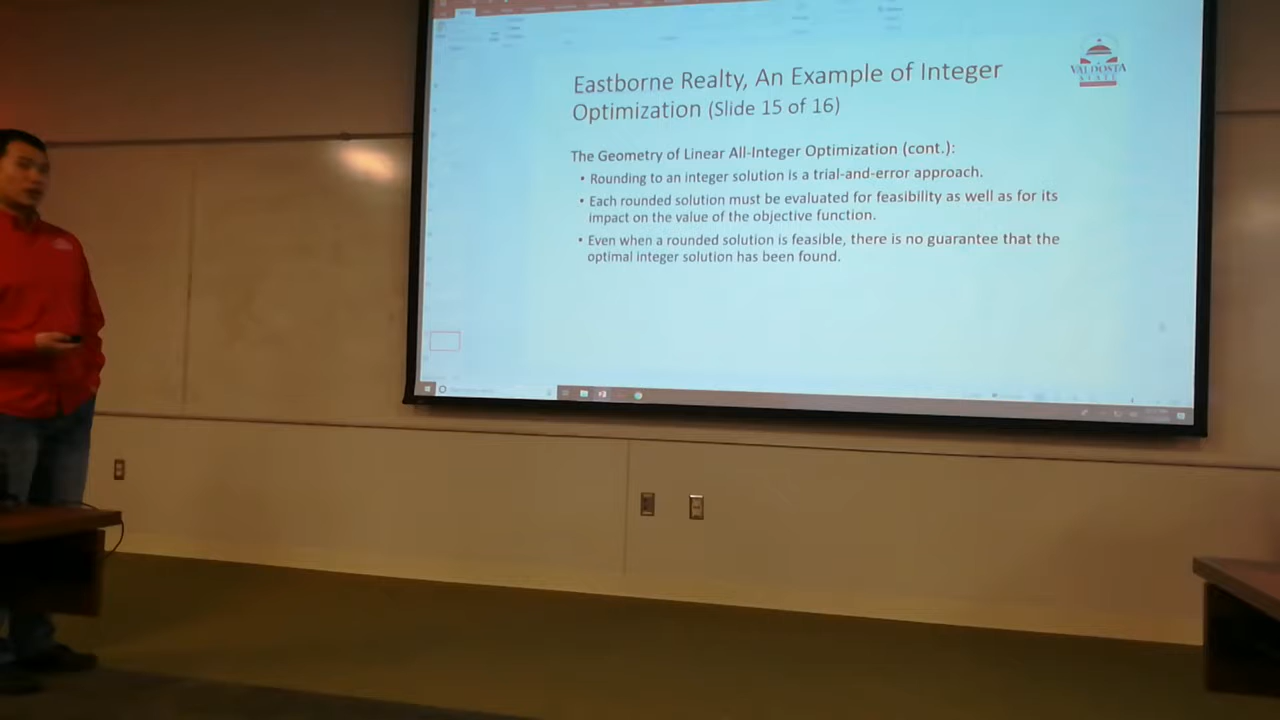 Eastborne Realty, An Example of Integer
Optimization (Slide 15 of 16)
VALDOSTA
STATE
The Geometry of Linear All-Integer Optimization (cont.):
• Rounding to an integer solution is a trial-and-error approach.
• Each rounded solution must be evaluated for feasibility as well as for its
impact on the value of the objective function.
• Even when a rounded solution is feasible, there is no guarantee that the
optimal integer solution has been found.